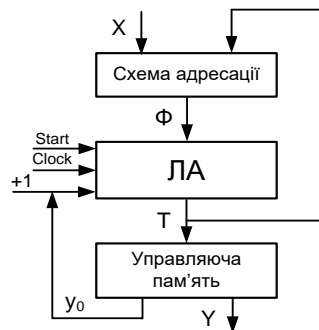 X
Схема адресації
Ф
Start
Clock
+1
ЛА
T
Управляюча
пам'ять
y₀
Y